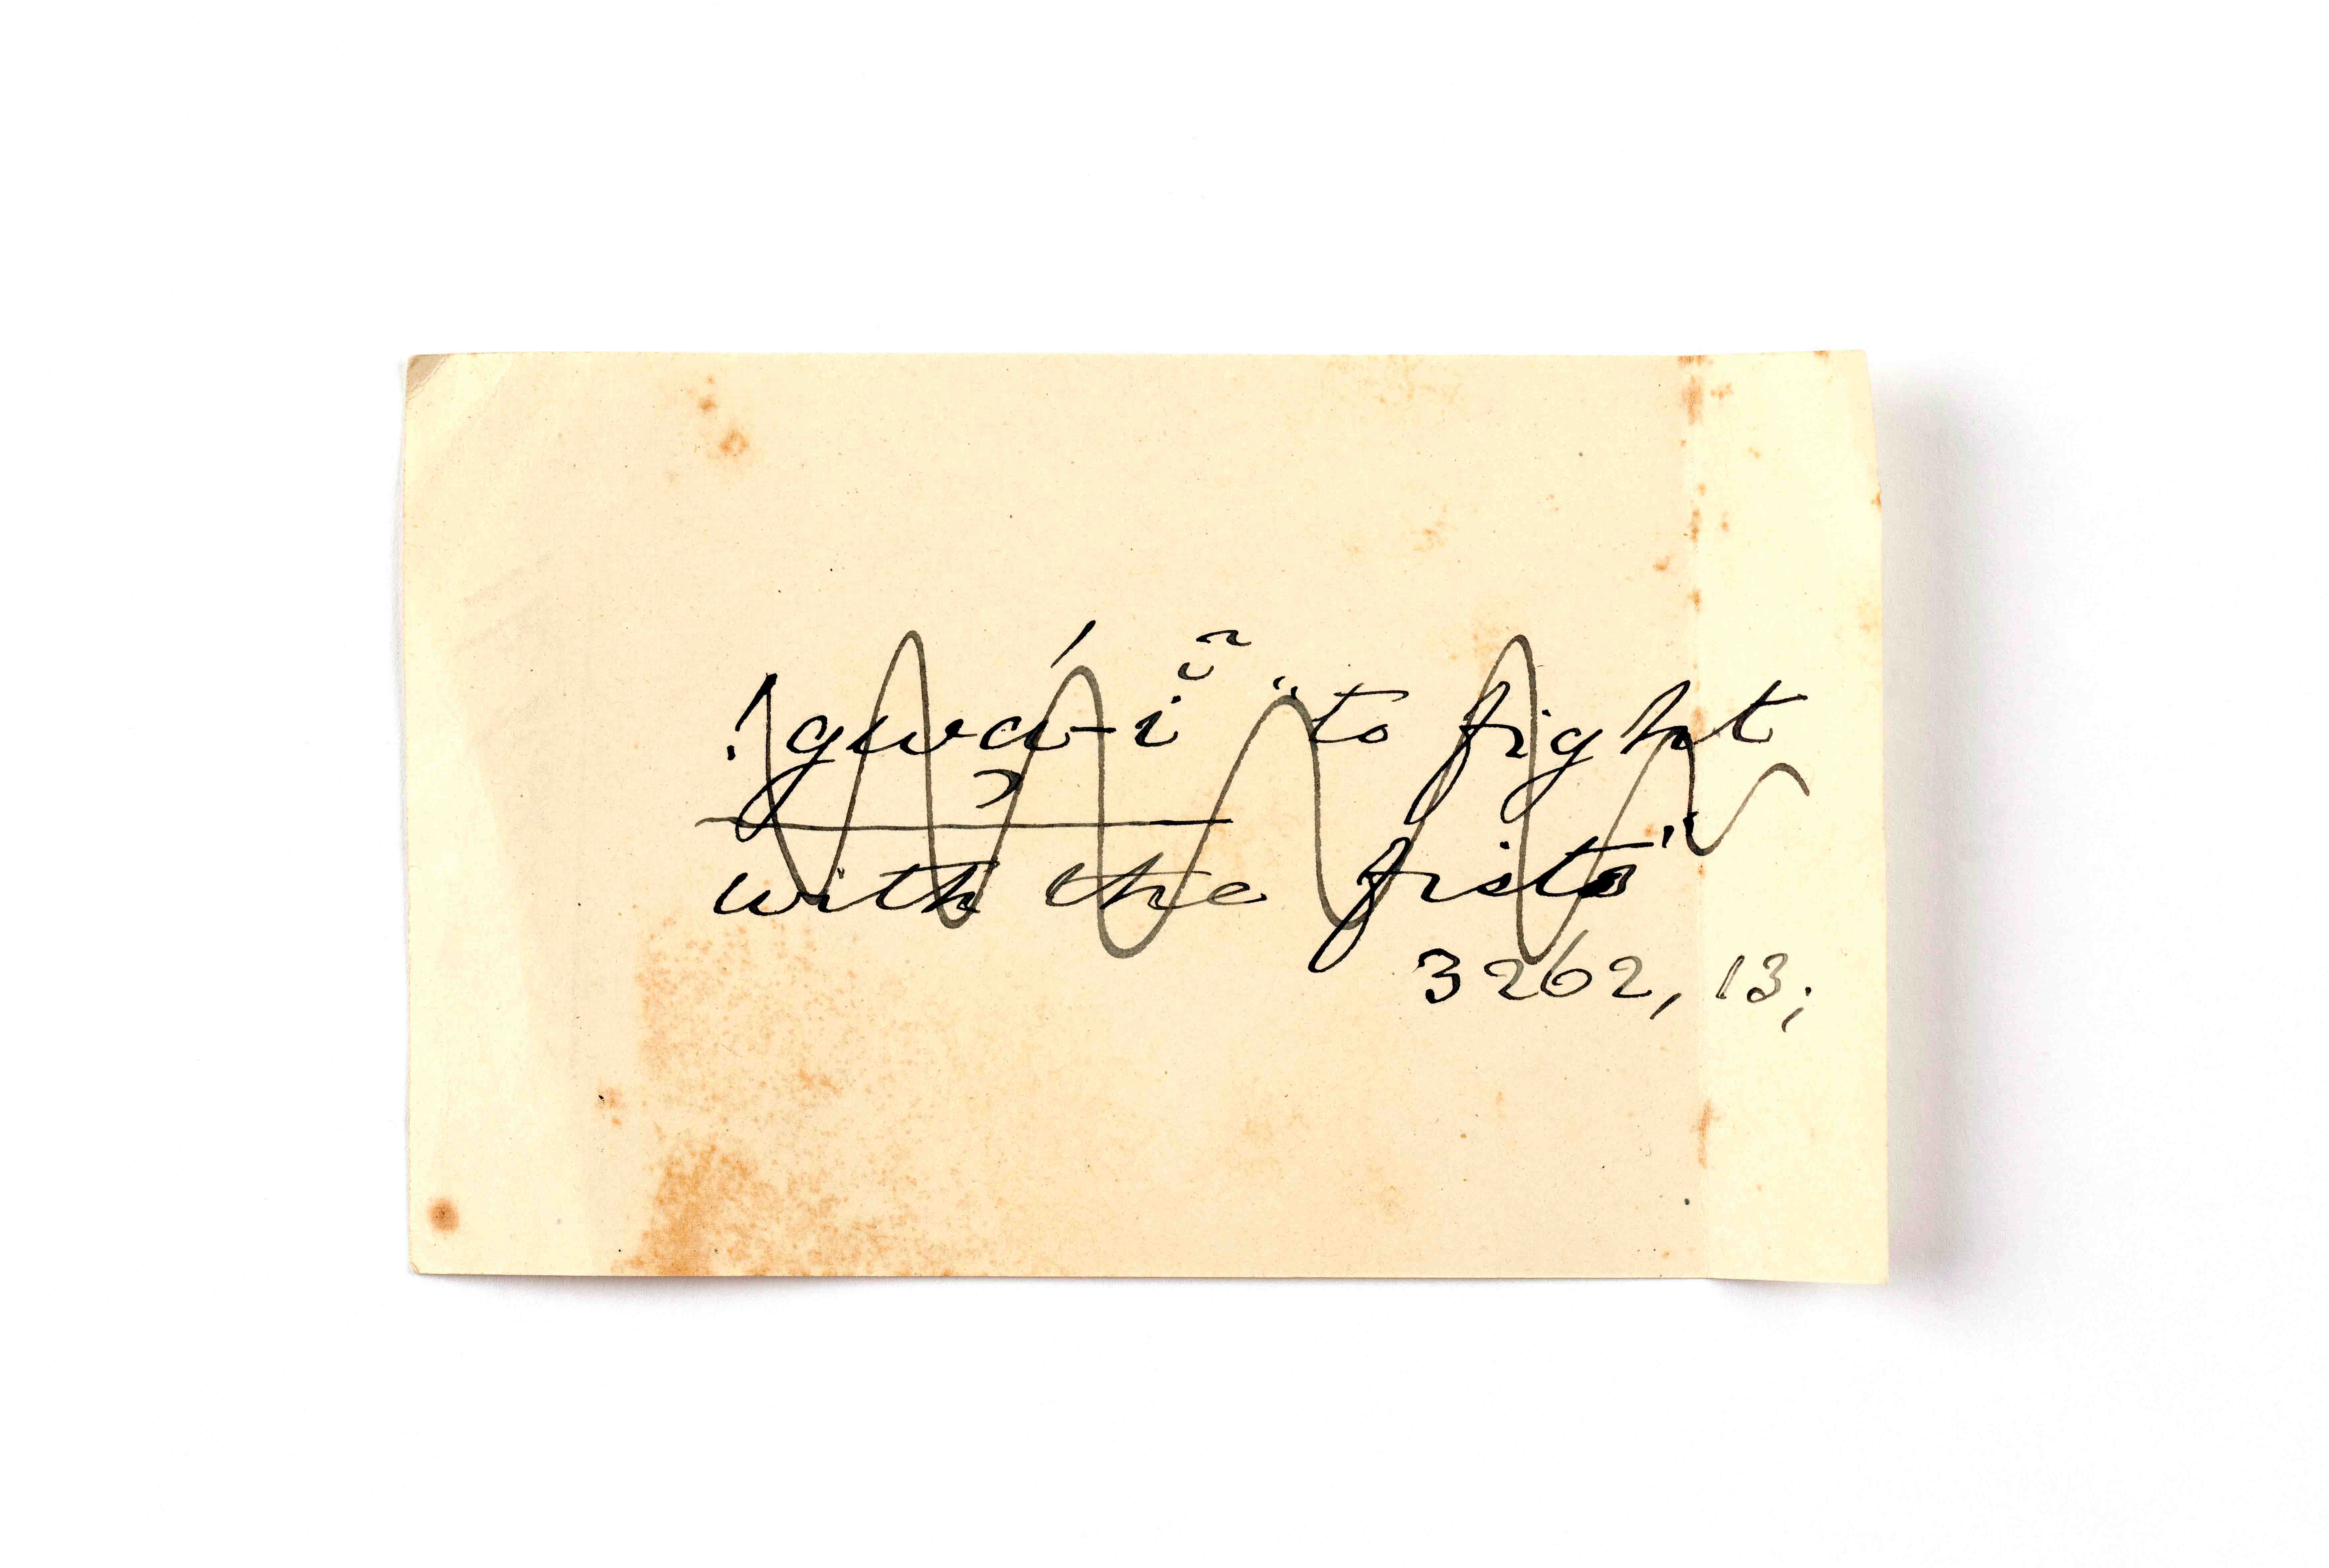 !gwá̹-ĩ̆ "to fight
with the fists"
3262, 13;